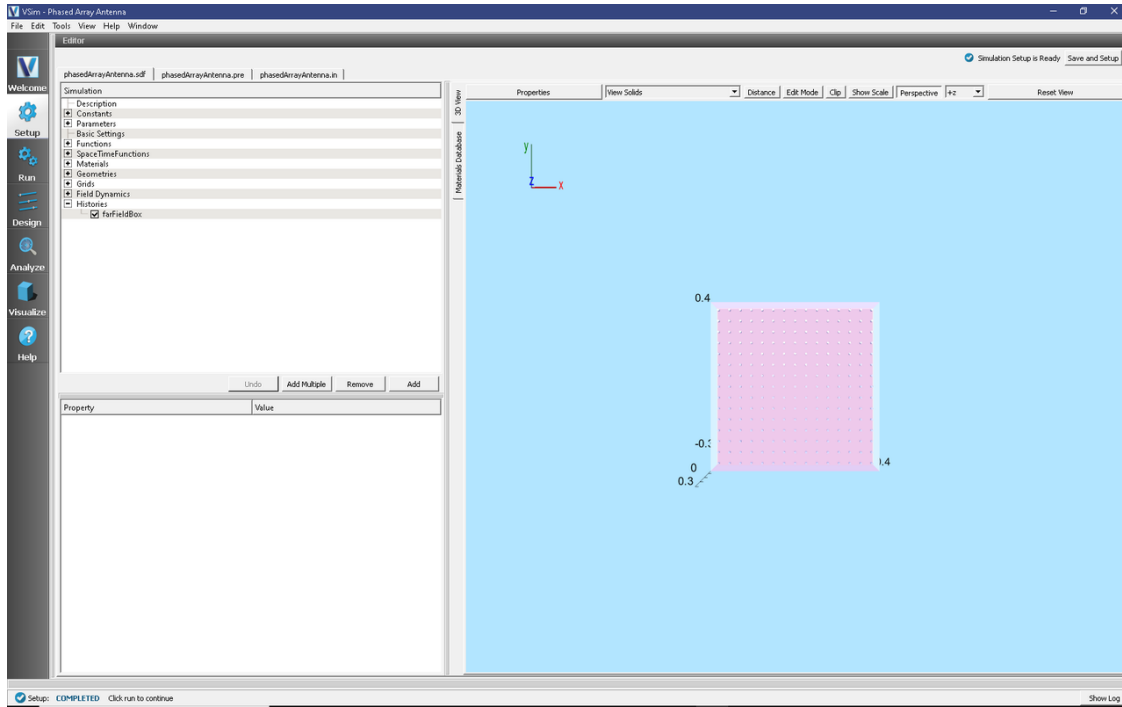 VSim - Phased Array Antenna
File Edit Tools View Help Window
Editor
Simulation Setup is Ready Save and Setup
phasedArrayAntenna.sdf phasedArrayAntenna.pre phasedArrayAntenna.in
Welcome
Setup
Run
Design
Analyze
Visualize
Help
Simulation
Description
Constants
Parameters
Basic Settings
Functions
SpaceTimeFunctions
Materials
Geometries
Grids
Field Dynamics
Histories
farFieldBox
Undo Add Multiple Remove Add
Property Value
3D View
Materials Database
Properties View Solids Distance Edit Mode Clip Show Scale Perspective +z Reset View
y
z x
0.4
-0.3
0 0.4
0.3
Setup: COMPLETED Click run to continue
Show Log